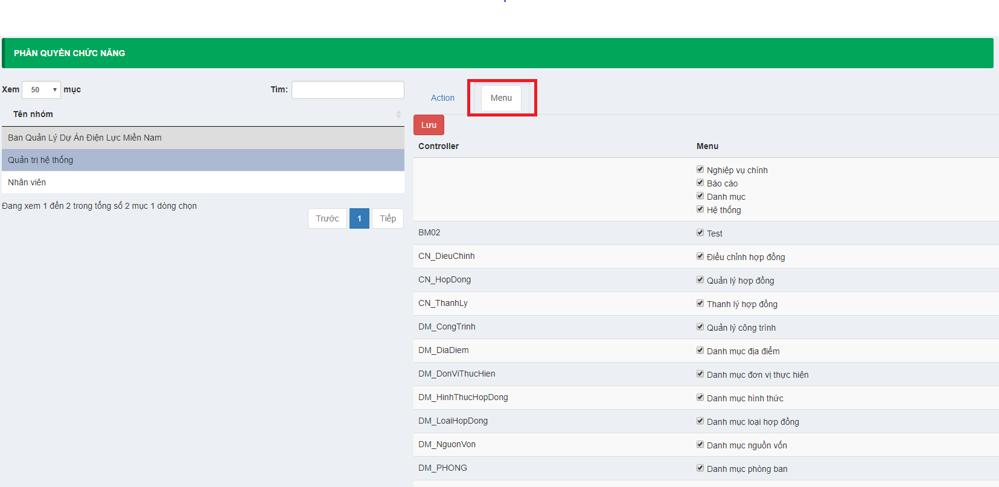 PHÂN QUYỀN CHỨC NĂNG
Xem 50 mục
Tìm:
Tên nhóm
Ban Quản Lý Dự Án Điện Lực Miền Nam
Quản trị hệ thống
Nhân viên
Đang xem 1 đến 2 trong tổng số 2 mục 1 dòng chọn
Trước 1 Tiếp
Action Menu
Lưu
Controller Menu
Nghiệp vụ chính
Báo cáo
Danh mục
Hệ thống
BM02 Test
CN_DieuChinh Điều chỉnh hợp đồng
CN_HopDong Quản lý hợp đồng
CN_ThanhLy Thanh lý hợp đồng
DM_CongTrinh Quản lý công trình
DM_DiaDiem Danh mục địa điểm
DM_DonViThucHien Danh mục đơn vị thực hiện
DM_HinhThucHopDong Danh mục hình thức
DM_LoaiHopDong Danh mục loại hợp đồng
DM_NguonVon Danh mục nguồn vốn
DM_PHONG Danh mục phòng ban